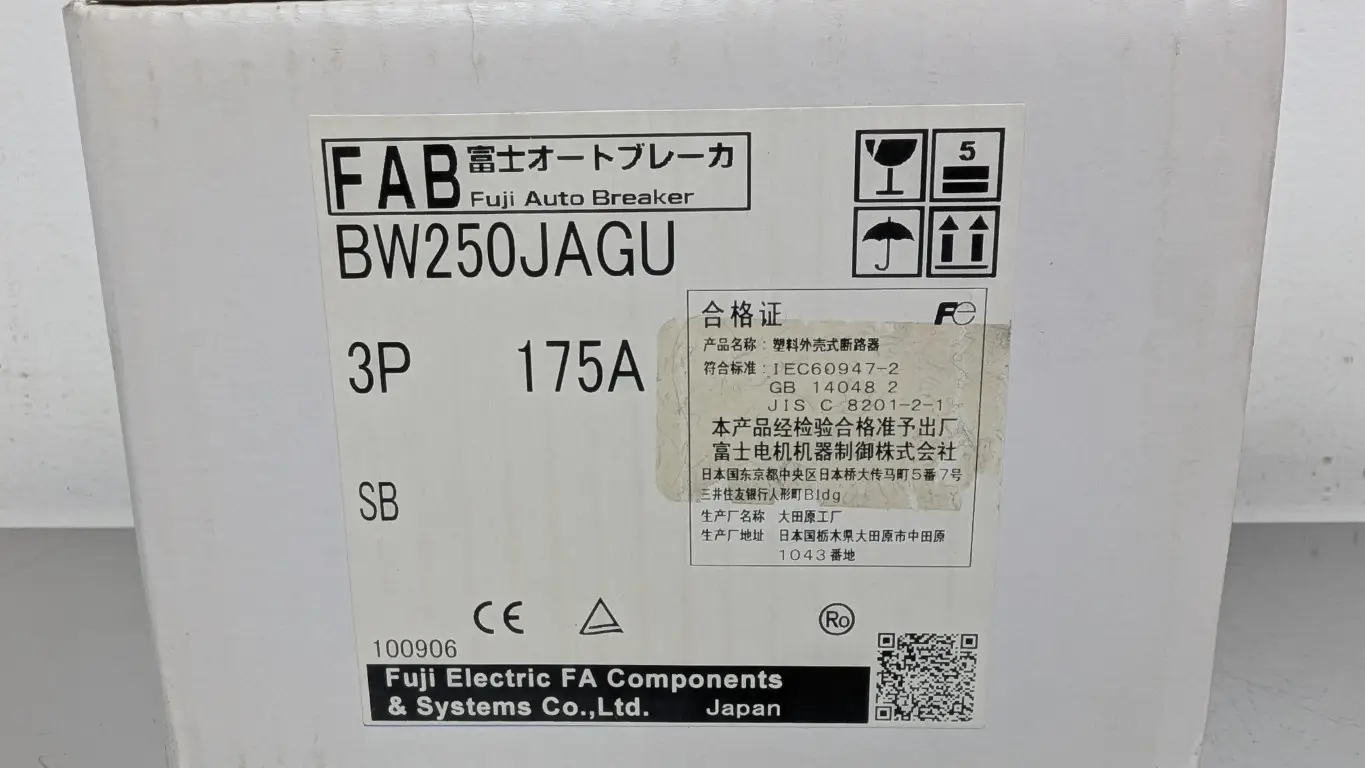 FAB 富士オートブレーカ
Fuji Auto Breaker
BW250JAGU
5
3P 175A
SB
合格证 Fe
产品名称：塑料外壳式断路器
符合标准：IEC60947-2
GB 14048 2
JIS C 8201-2-1
本产品经检验合格准予出厂
富士电机机器制御株式会社
日本国东京都中央区日本桥大传马町5番7号
三井住友银行人形町Bldg
生产厂名称 大田原工厂
生产厂地址 日本国栃木県大田原市中田原
1043番地
CE
Ro
100906
Fuji Electric FA Components
& Systems Co.,Ltd. Japan